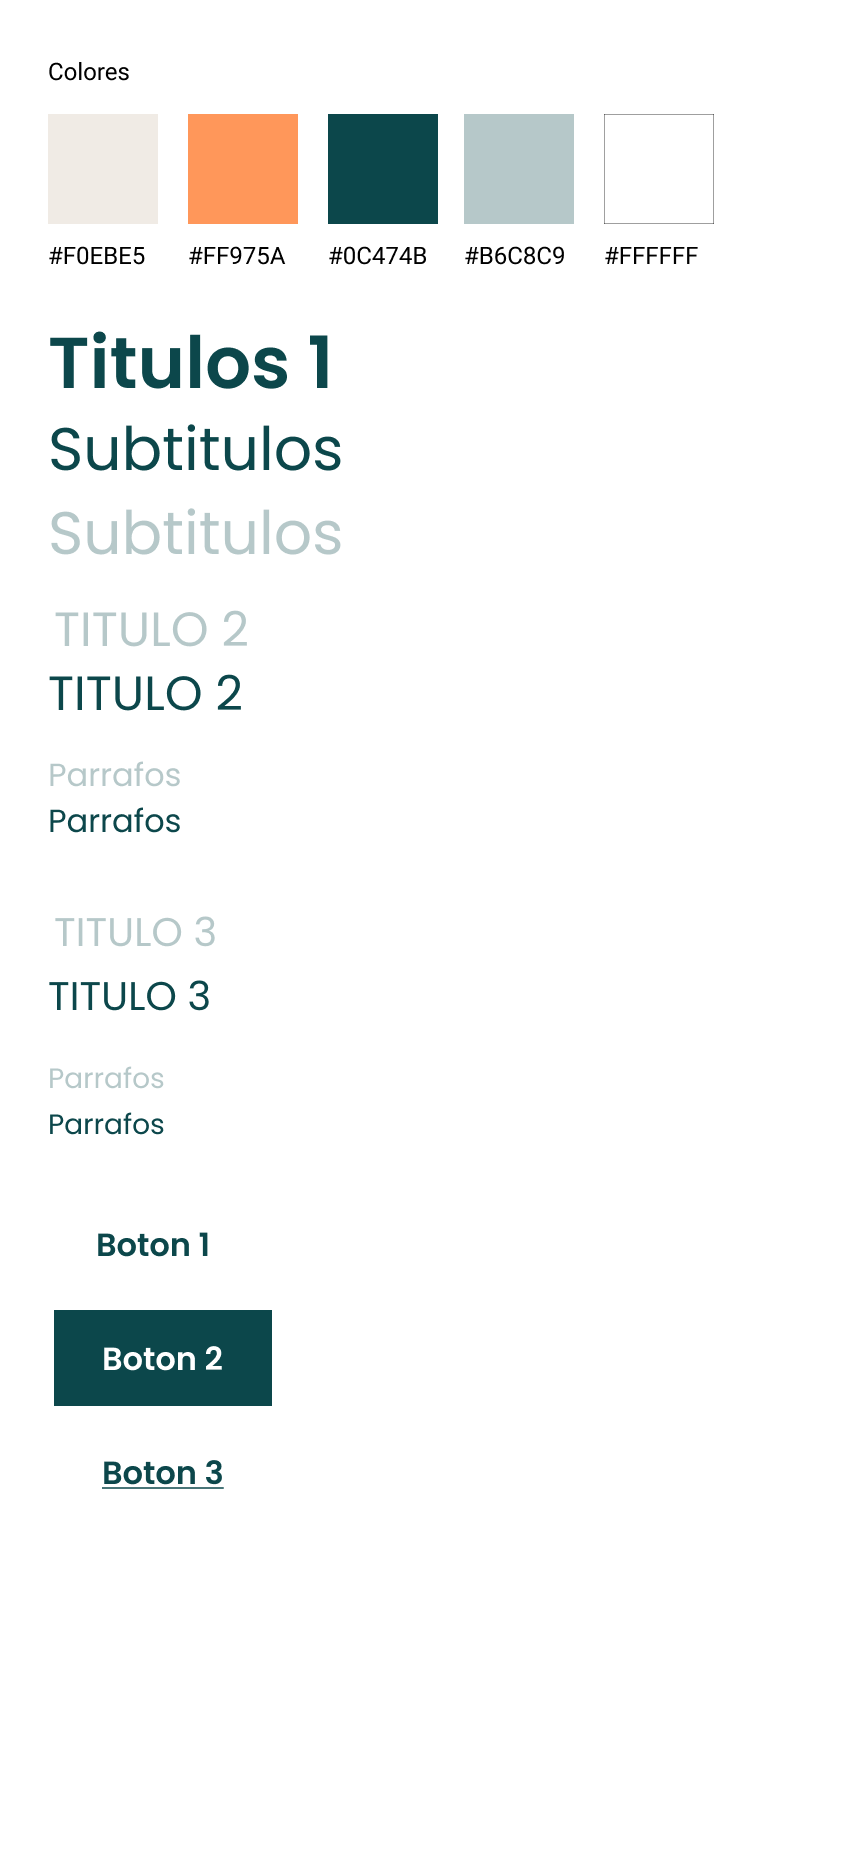 Colores
#F0EBE5 #FF975A #0C474B #B6C8C9 #FFFFFF
Titulos 1
Subtitulos
Subtitulos
TITULO 2
TITULO 2
Parrafos
Parrafos
TITULO 3
TITULO 3
Parrafos
Parrafos
Boton 1
Boton 2
Boton 3